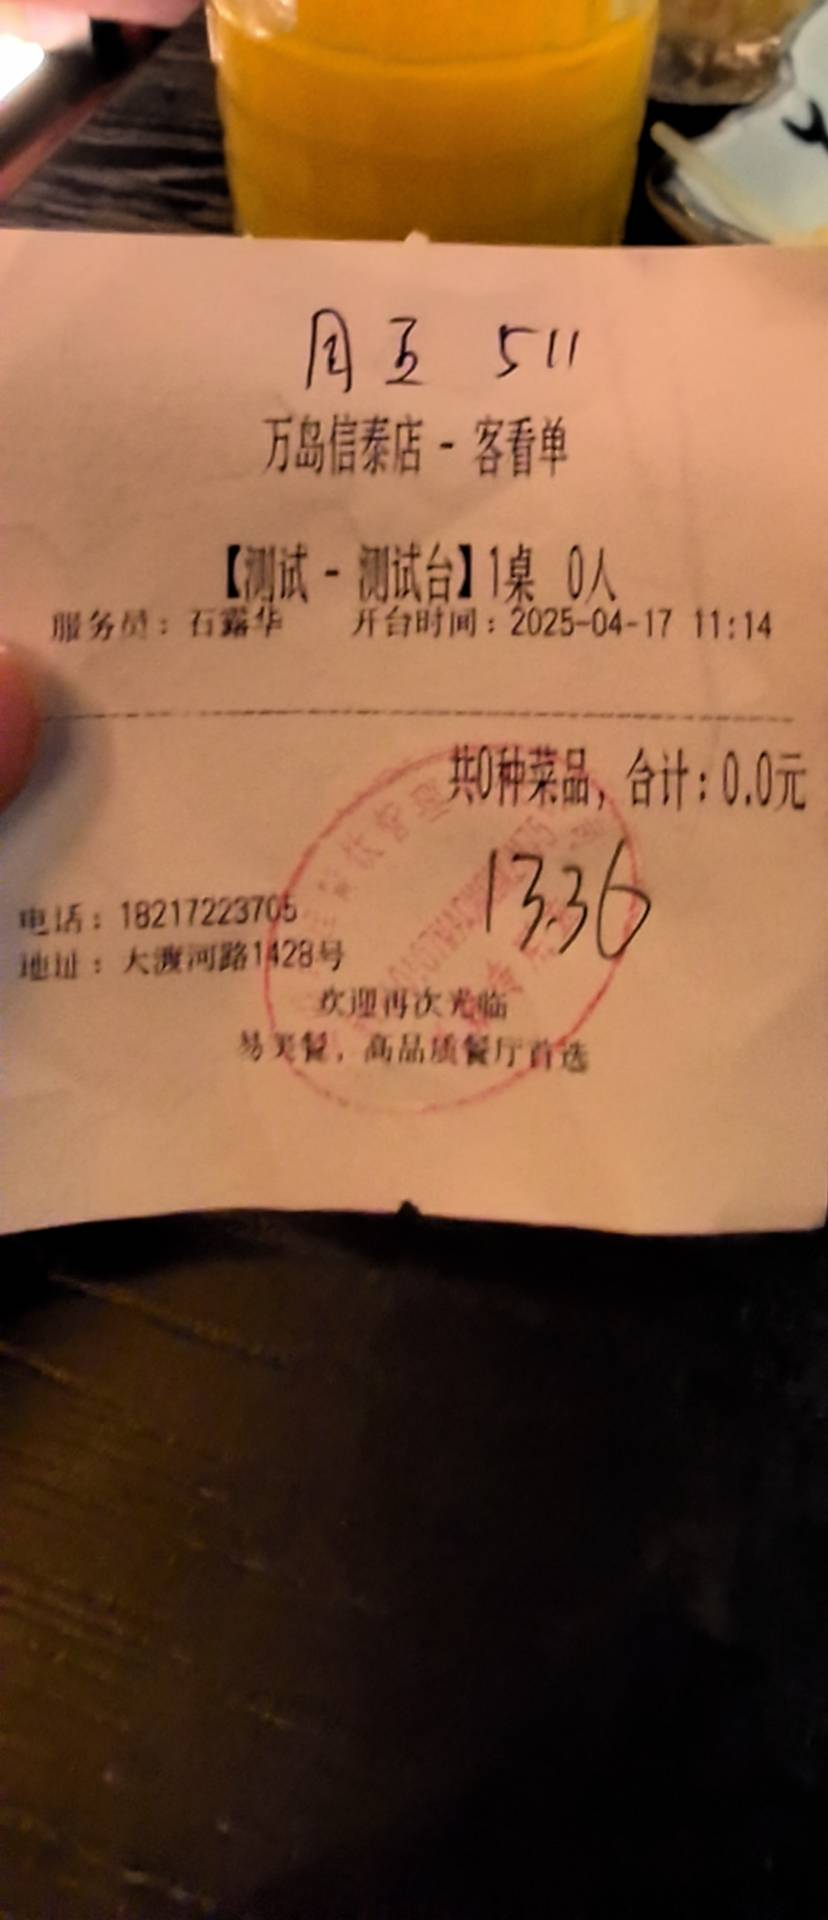 周五 511
万岛信泰店 - 客看单
【测试 - 测试台】1桌 0人
服务员：石露华 开台时间：2025-04-17 11:14
共0种菜品，合计：0.0元
1336
电话：18217223705
地址：大渡河路1428号
欢迎再次光临
易美餐，高品质餐厅首选